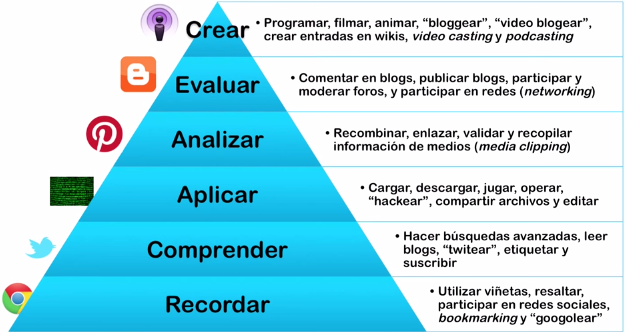 Crear
• Programar, filmar, animar, “bloggear”, “video blogear”,
crear entradas en wikis, video casting y podcasting
Evaluar
• Comentar en blogs, publicar blogs, participar y
moderar foros, y participar en redes (networking)
Analizar
• Recombinar, enlazar, validar y recopilar
información de medios (media clipping)
Aplicar
• Cargar, descargar, jugar, operar,
“hackear”, compartir archivos y editar
Comprender
• Hacer búsquedas avanzadas, leer
blogs, “twitear”, etiquetar y
suscribir
Recordar
• Utilizar viñetas, resaltar,
participar en redes sociales,
bookmarking y “googolear”